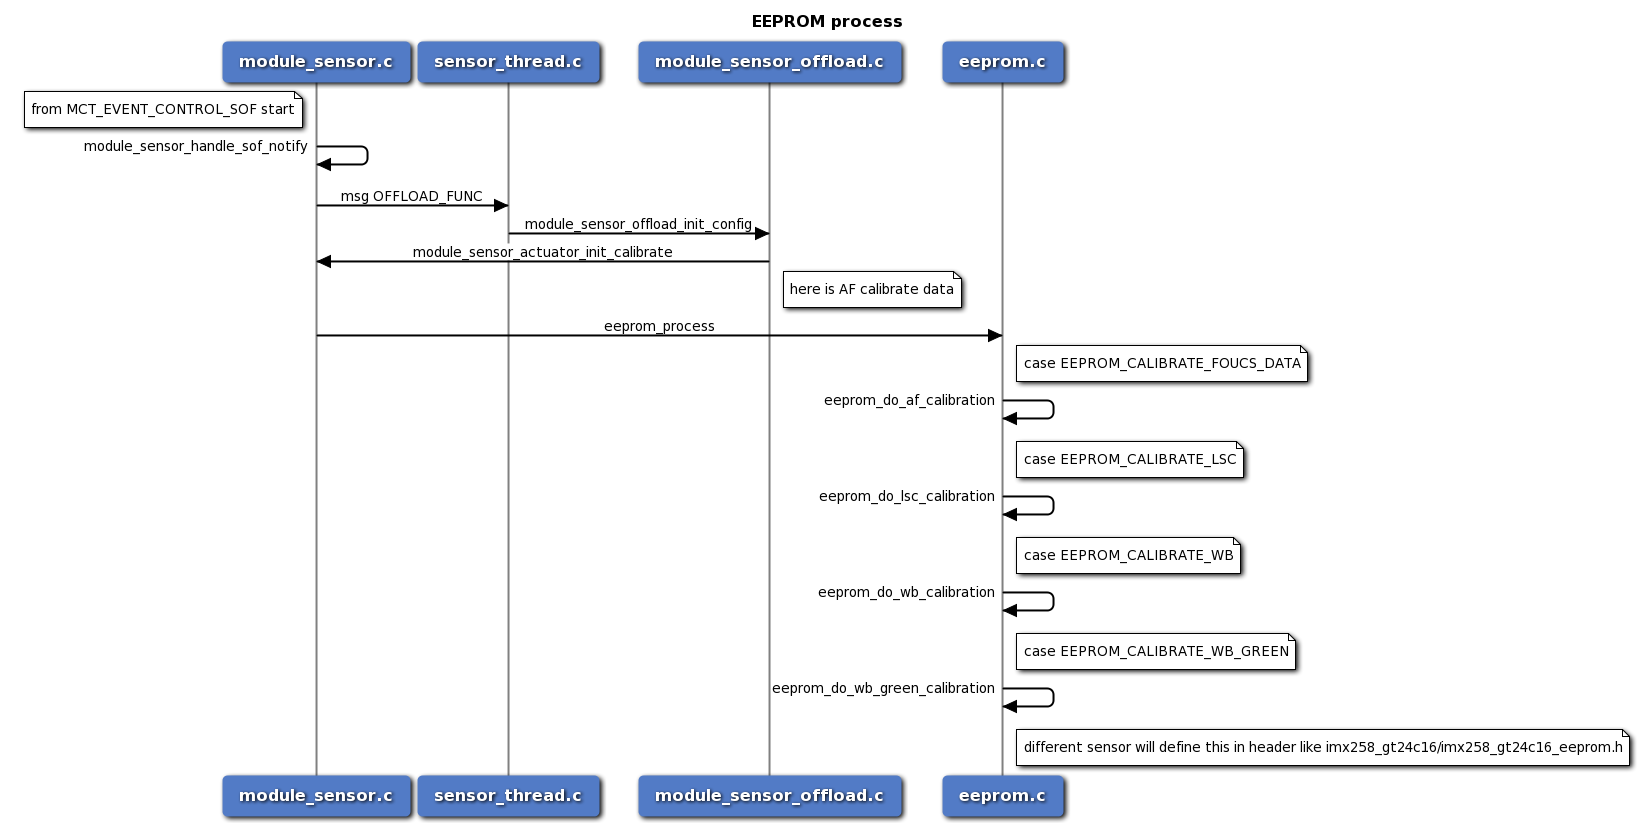 EEPROM process
module_sensor.c
sensor_thread.c
module_sensor_offload.c
eeprom.c
from MCT_EVENT_CONTROL_SOF start
module_sensor_handle_sof_notify
msg OFFLOAD_FUNC
module_sensor_offload_init_config
module_sensor_actuator_init_calibrate
here is AF calibrate data
eeprom_process
case EEPROM_CALIBRATE_FOUCS_DATA
eeprom_do_af_calibration
case EEPROM_CALIBRATE_LSC
eeprom_do_lsc_calibration
case EEPROM_CALIBRATE_WB
eeprom_do_wb_calibration
case EEPROM_CALIBRATE_WB_GREEN
eeprom_do_wb_green_calibration
different sensor will define this in header like imx258_gt24c16/imx258_gt24c16_eeprom.h
module_sensor.c
sensor_thread.c
module_sensor_offload.c
eeprom.c